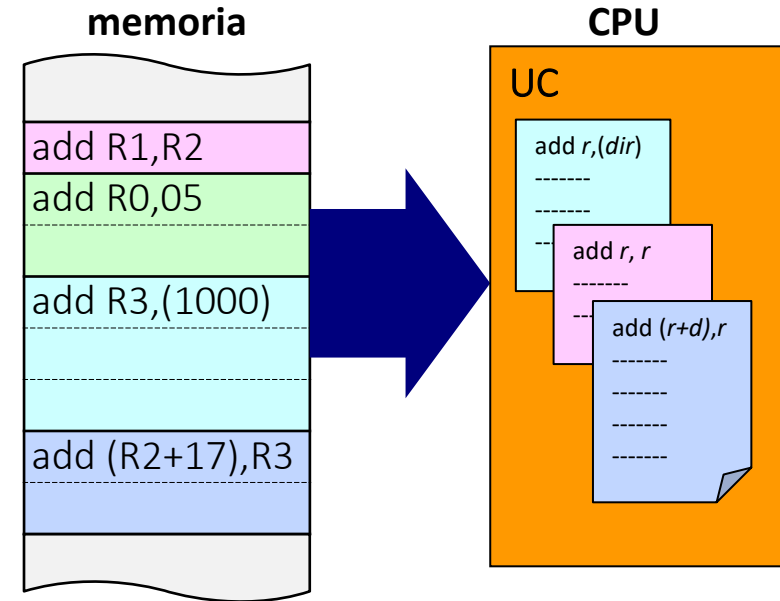 memoria
add R1,R2
add R0,05
add R3,(1000)
add (R2+17),R3
CPU
UC
add r,(dir)
-------
-------
---
add r, r
-------
---
add (r+d),r
-------
-------
-------
-------